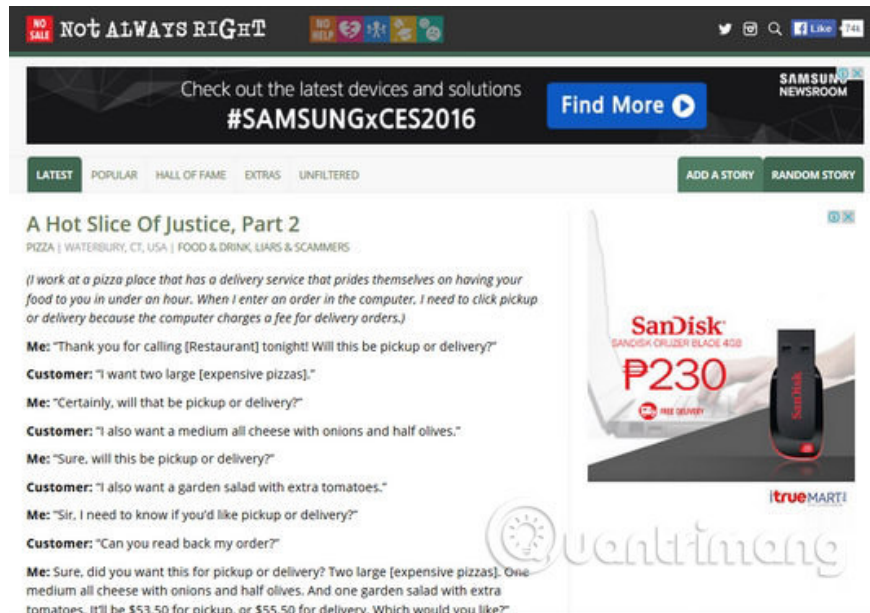 NO SALE NOT ALWAYS RIGHT NO HELP Like 74k
Check out the latest devices and solutions
#SAMSUNGxCES2016
Find More
SAMSUNG
NEWSROOM
LATEST POPULAR HALL OF FAME EXTRAS UNFILTERED ADD A STORY RANDOM STORY
A Hot Slice Of Justice, Part 2
PIZZA | WATERBURY, CT, USA | FOOD & DRINK, LIARS & SCAMMERS
(I work at a pizza place that has a delivery service that prides themselves on having your
food to you in under an hour. When I enter an order in the computer, I need to click pickup
or delivery because the computer charges a fee for delivery orders.)
Me: "Thank you for calling [Restaurant] tonight! Will this be pickup or delivery?"
Customer: "I want two large [expensive pizzas]."
Me: "Certainly, will that be pickup or delivery?"
Customer: "I also want a medium all cheese with onions and half olives."
Me: "Sure, will this be pickup or delivery?"
Customer: "I also want a garden salad with extra tomatoes."
Me: "Sir, I need to know if you'd like pickup or delivery?"
Customer: "Can you read back my order?"
Me: Sure, did you want this for pickup or delivery? Two large [expensive pizzas]. One
medium all cheese with onions and half olives. And one garden salad with extra
tomatoes. It'll be $53.50 for pickup, or $55.50 for delivery. Which would you like?"
SanDisk
SANDISK CRUZER BLADE 4GB
₱230
FREE DELIVERY
SanDisk
itrueMART
Quantrimang